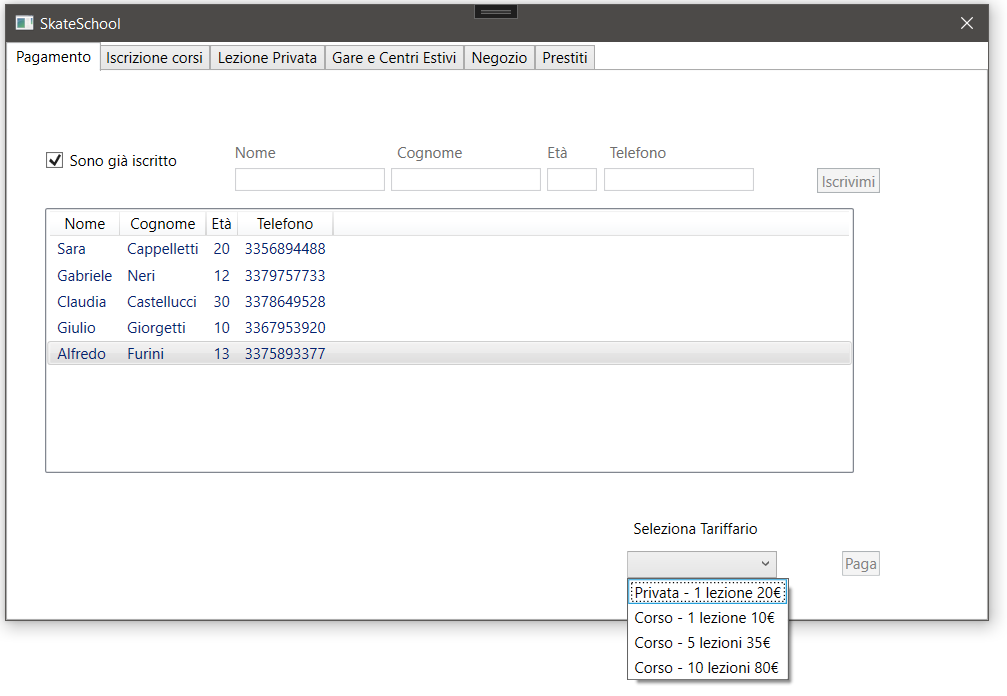 SkateSchool
Pagamento Iscrizione corsi Lezione Privata Gare e Centri Estivi Negozio Prestiti
Nome Cognome Età Telefono
Sono già iscritto
Iscrivimi
Nome Cognome Età Telefono
Sara Cappelletti 20 3356894488
Gabriele Neri 12 3379757733
Claudia Castellucci 30 3378649528
Giulio Giorgetti 10 3367953920
Alfredo Furini 13 3375893377
Seleziona Tariffario
Paga
Privata - 1 lezione 20€
Corso - 1 lezione 10€
Corso - 5 lezioni 35€
Corso - 10 lezioni 80€